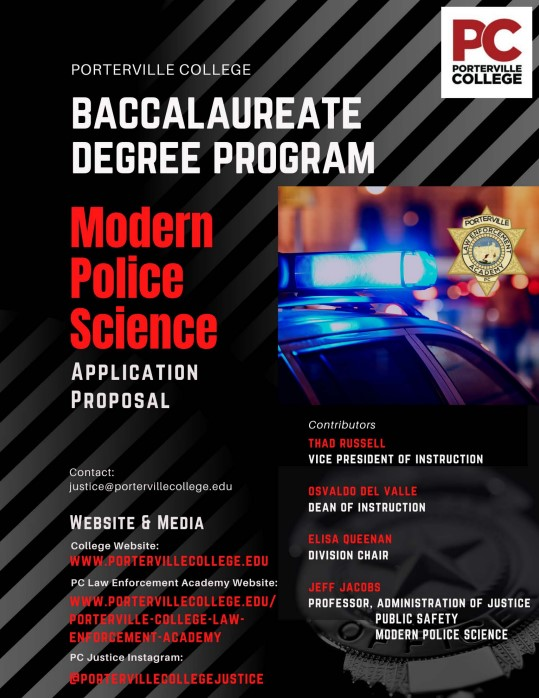 PC
PORTERVILLE
COLLEGE
PORTERVILLE COLLEGE
BACCALAUREATE
DEGREE PROGRAM
Modern
Police
Science
APPLICATION
PROPOSAL
PORTERVILLE
LAW ENFORCEMENT
ACADEMY
Contributors
THAD RUSSELL
VICE PRESIDENT OF INSTRUCTION
OSVALDO DEL VALLE
DEAN OF INSTRUCTION
ELISA QUEENAN
DIVISION CHAIR
JEFF JACOBS
PROFESSOR, ADMINISTRATION OF JUSTICE
PUBLIC SAFETY
MODERN POLICE SCIENCE
Contact:
justice@portervillecollege.edu
WEBSITE & MEDIA
College Website:
WWW.PORTERVILLECOLLEGE.EDU
PC Law Enforcement Academy Website:
WWW.PORTERVILLECOLLEGE.EDU/
PORTERVILLE-COLLEGE-LAW-
ENFORCEMENT-ACADEMY
PC Justice Instagram:
@PORTERVILLECOLLEGEJUSTICE